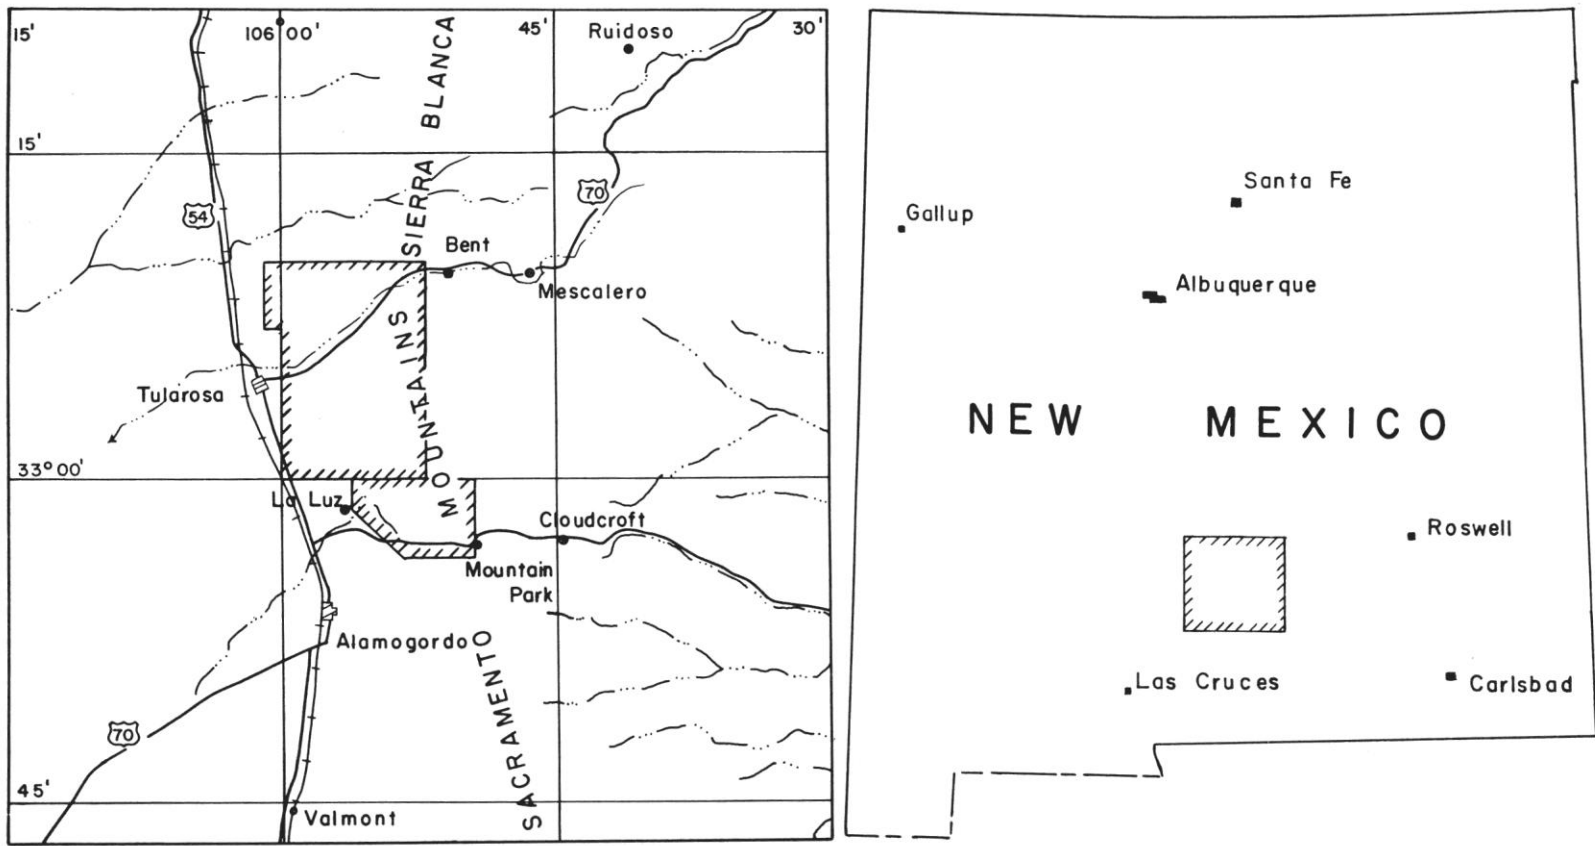 15'
106°00'
45'
30'
Ruidoso
SIERRA BLANCA
15'
54
70
Bent
Mescalero
Tularosa
MOUNTAINS
33°00'
La Luz
Cloudcroft
Mountain
Park
Alamogordo
SACRAMENTO
70
45'
Valmont
Santa Fe
Gallup
Albuquerque
NEW MEXICO
Roswell
Las Cruces
Carlsbad